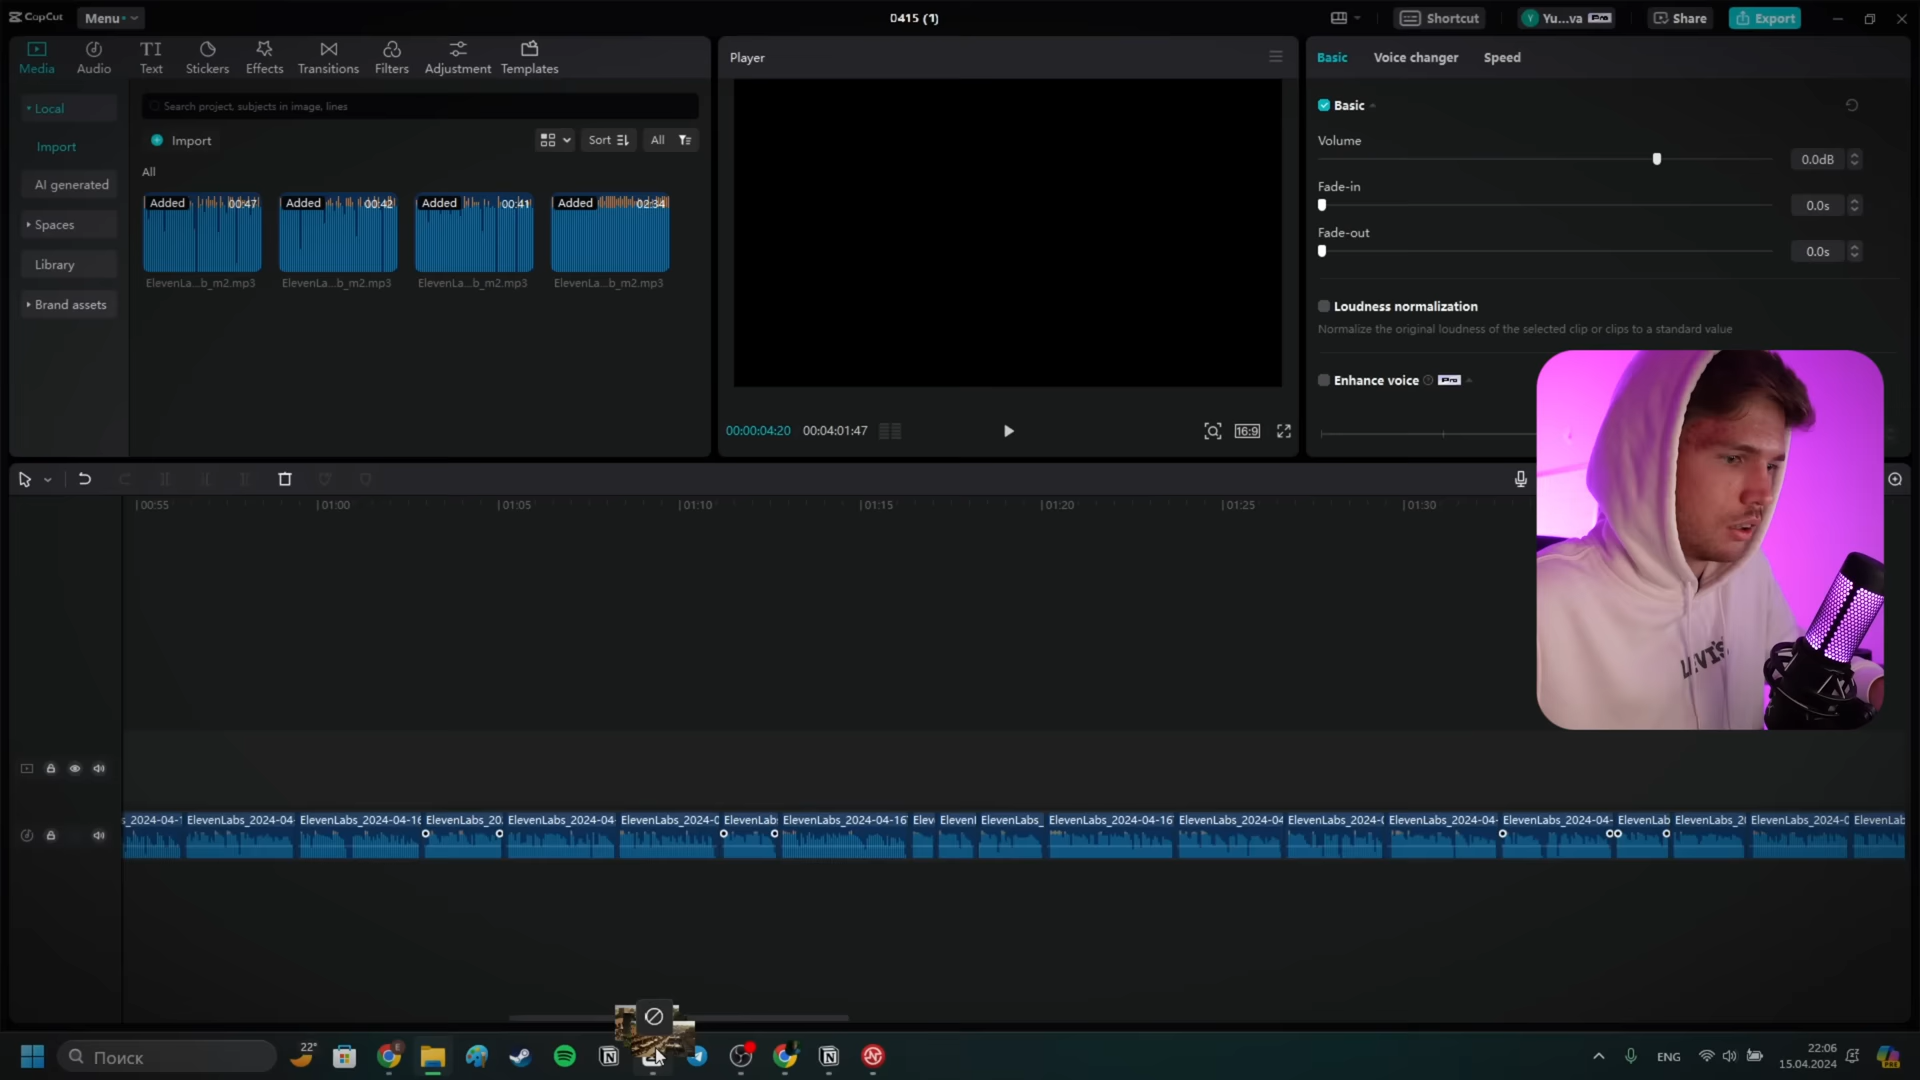 CapCut
Menu
0415 (1)
Shortcut
Yu...va
Pro
Share
Export
Media
Audio
TI
Text
Stickers
Effects
Transitions
Filters
Adjustment
Templates
Local
Import
AI generated
Spaces
Library
Brand assets
Search project, subjects in image, lines
Import
Sort
All
All
Added
00:47
Added
00:42
Added
00:41
Added
02:34
ElevenLa...b_m2.mp3
ElevenLa...b_m2.mp3
ElevenLa...b_m2.mp3
ElevenLa...b_m2.mp3
Player
00:00:04:20
00:04:01:47
16:9
Basic
Voice changer
Speed
Basic
Volume
0.0dB
Fade-in
0.0s
Fade-out
0.0s
Loudness normalization
Normalize the original loudness of the selected clip or clips to a standard value
Enhance voice
Pro
LEVI'S
00:55
01:00
01:05
01:10
01:15
01:20
01:25
01:30
s_2024-04-1
ElevenLabs_2024-04-
ElevenLabs_2024-04-16
ElevenLabs_20
ElevenLabs_2024-04-
ElevenLabs_2024-0
ElevenLabs
ElevenLabs_2024-04-16
Eleve
Elevenl
ElevenLabs_
ElevenLabs_2024-04-16
ElevenLabs_2024-04
ElevenLabs_2024-0
ElevenLabs_2024-04-
ElevenLabs_2024-04-
ElevenLab
ElevenLabs_2
ElevenLabs_2024-0
ElevenLab
Поиск
22°
ENG
22:06
15.04.2024